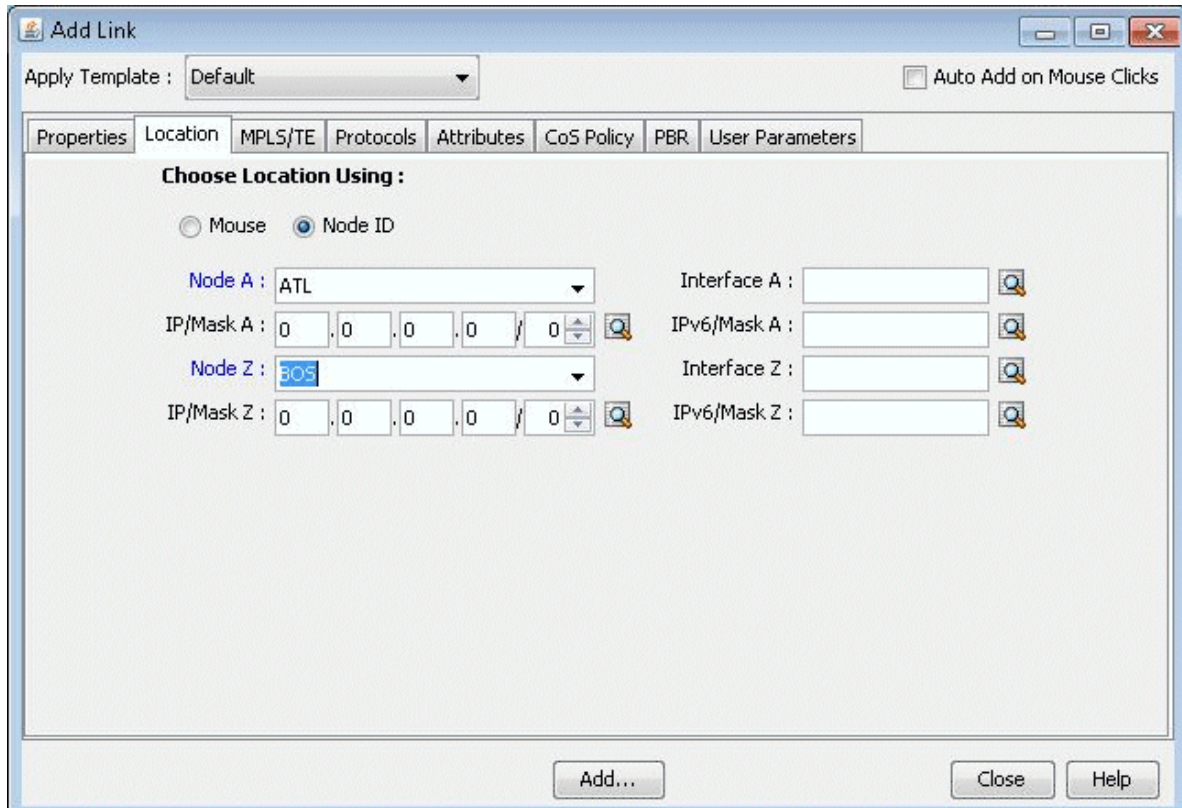 Add Link
Apply Template : Default Auto Add on Mouse Clicks
Properties Location MPLS/TE Protocols Attributes CoS Policy PBR User Parameters
Choose Location Using :
Mouse Node ID
Node A : ATL Interface A :
IP/Mask A : 0 .0 .0 .0 / 0 IPv6/Mask A :
Node Z : BOS Interface Z :
IP/Mask Z : 0 .0 .0 .0 / 0 IPv6/Mask Z :
Add... Close Help